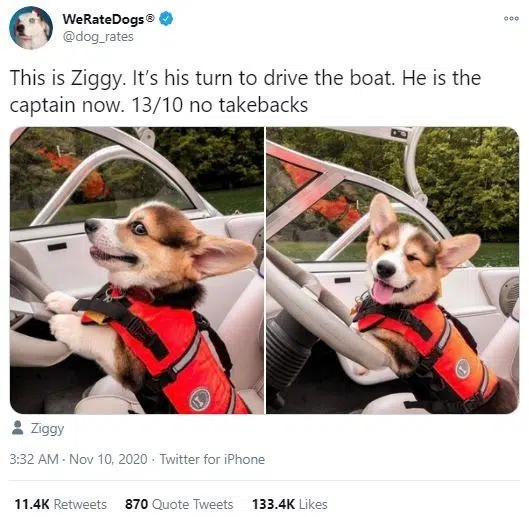 WeRateDogs®
@dog_rates
This is Ziggy. It’s his turn to drive the boat. He is the
captain now. 13/10 no takebacks
Ziggy
3:32 AM · Nov 10, 2020 · Twitter for iPhone
11.4K Retweets 870 Quote Tweets 133.4K Likes